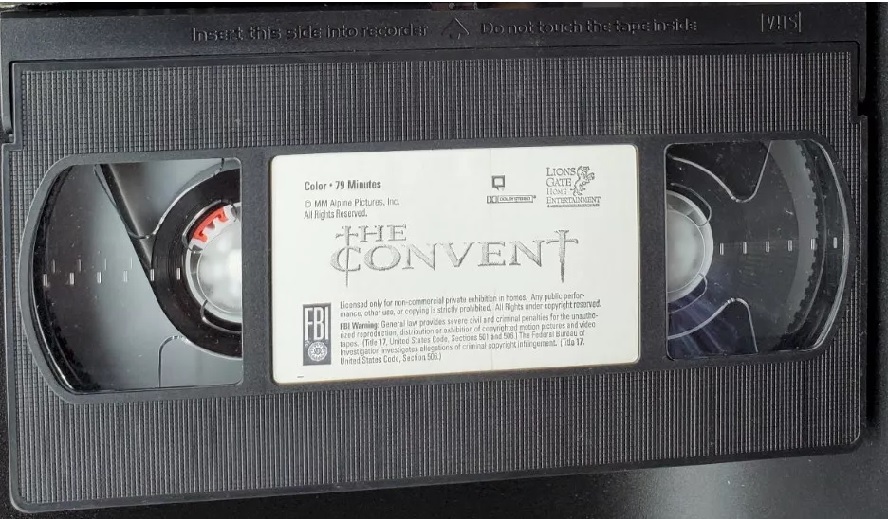 Insert this side into recorder Do not touch the tape inside VHS
Color • 79 Minutes
© MM Alpine Pictures, Inc.
All Rights Reserved.
DOLBY STEREO
LIONS
GATE
HOME
ENTERTAINMENT
THE
CONVENT
FBI
Licensed only for non-commercial private exhibition in homes. Any public perfor-
mance, other use, or copying is strictly prohibited. All Rights under copyright reserved.
FBI Warning: General law provides severe civil and criminal penalties for the unautho-
rized reproduction, distribution or exhibition of copyrighted motion pictures and video
tapes. (Title 17, United States Code, Sections 501 and 506.) The Federal Bureau of
Investigation investigates allegations of criminal copyright infringement. (Title 17,
United States Code, Section 506.)